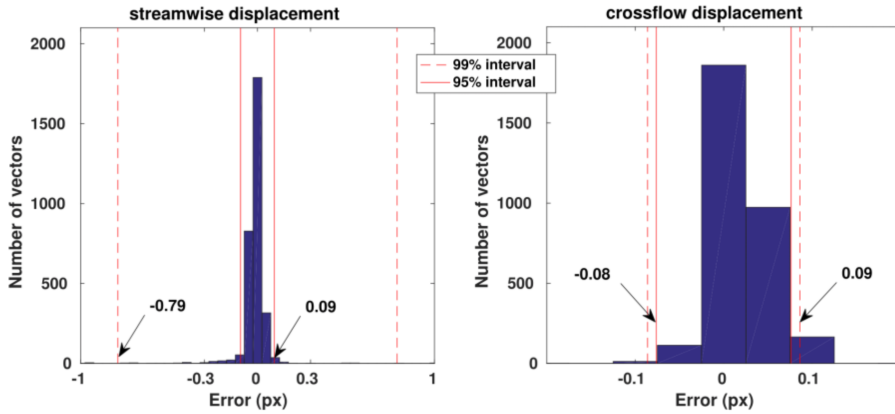 streamwise displacement
2000
1500
1000
500
0
Number of vectors
-0.79
0.09
-1
-0.3
0
0.3
1
Error (px)
99% interval
95% interval
crossflow displacement
2000
1500
1000
500
0
Number of vectors
-0.08
0.09
-0.1
0
0.1
Error (px)